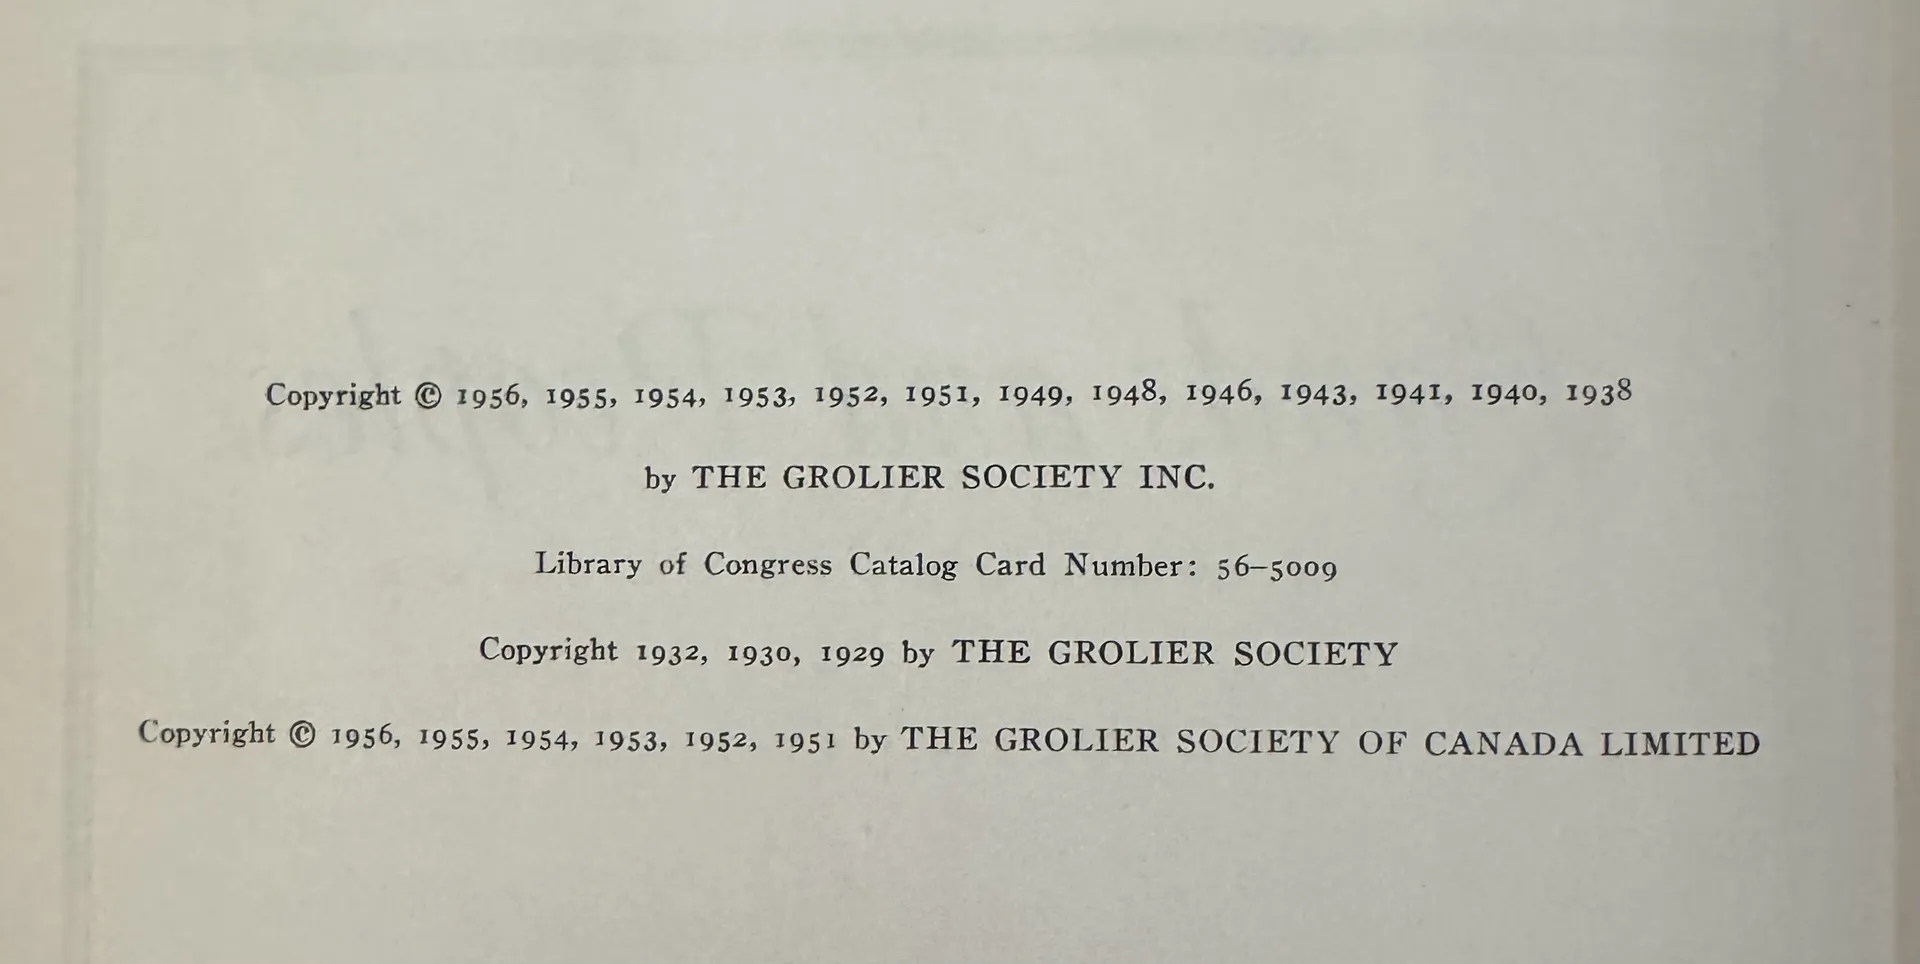 Copyright © 1956, 1955, 1954, 1953, 1952, 1951, 1949, 1948, 1946, 1943, 1941, 1940, 1938
by THE GROLIER SOCIETY INC.
Library of Congress Catalog Card Number: 56–5009
Copyright 1932, 1930, 1929 by THE GROLIER SOCIETY
Copyright © 1956, 1955, 1954, 1953, 1952, 1951 by THE GROLIER SOCIETY OF CANADA LIMITED